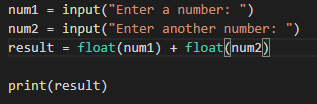 num1 = input("Enter a number: ")
num2 = input("Enter another number: ")
result = float(num1) + float(num2)
print(result)